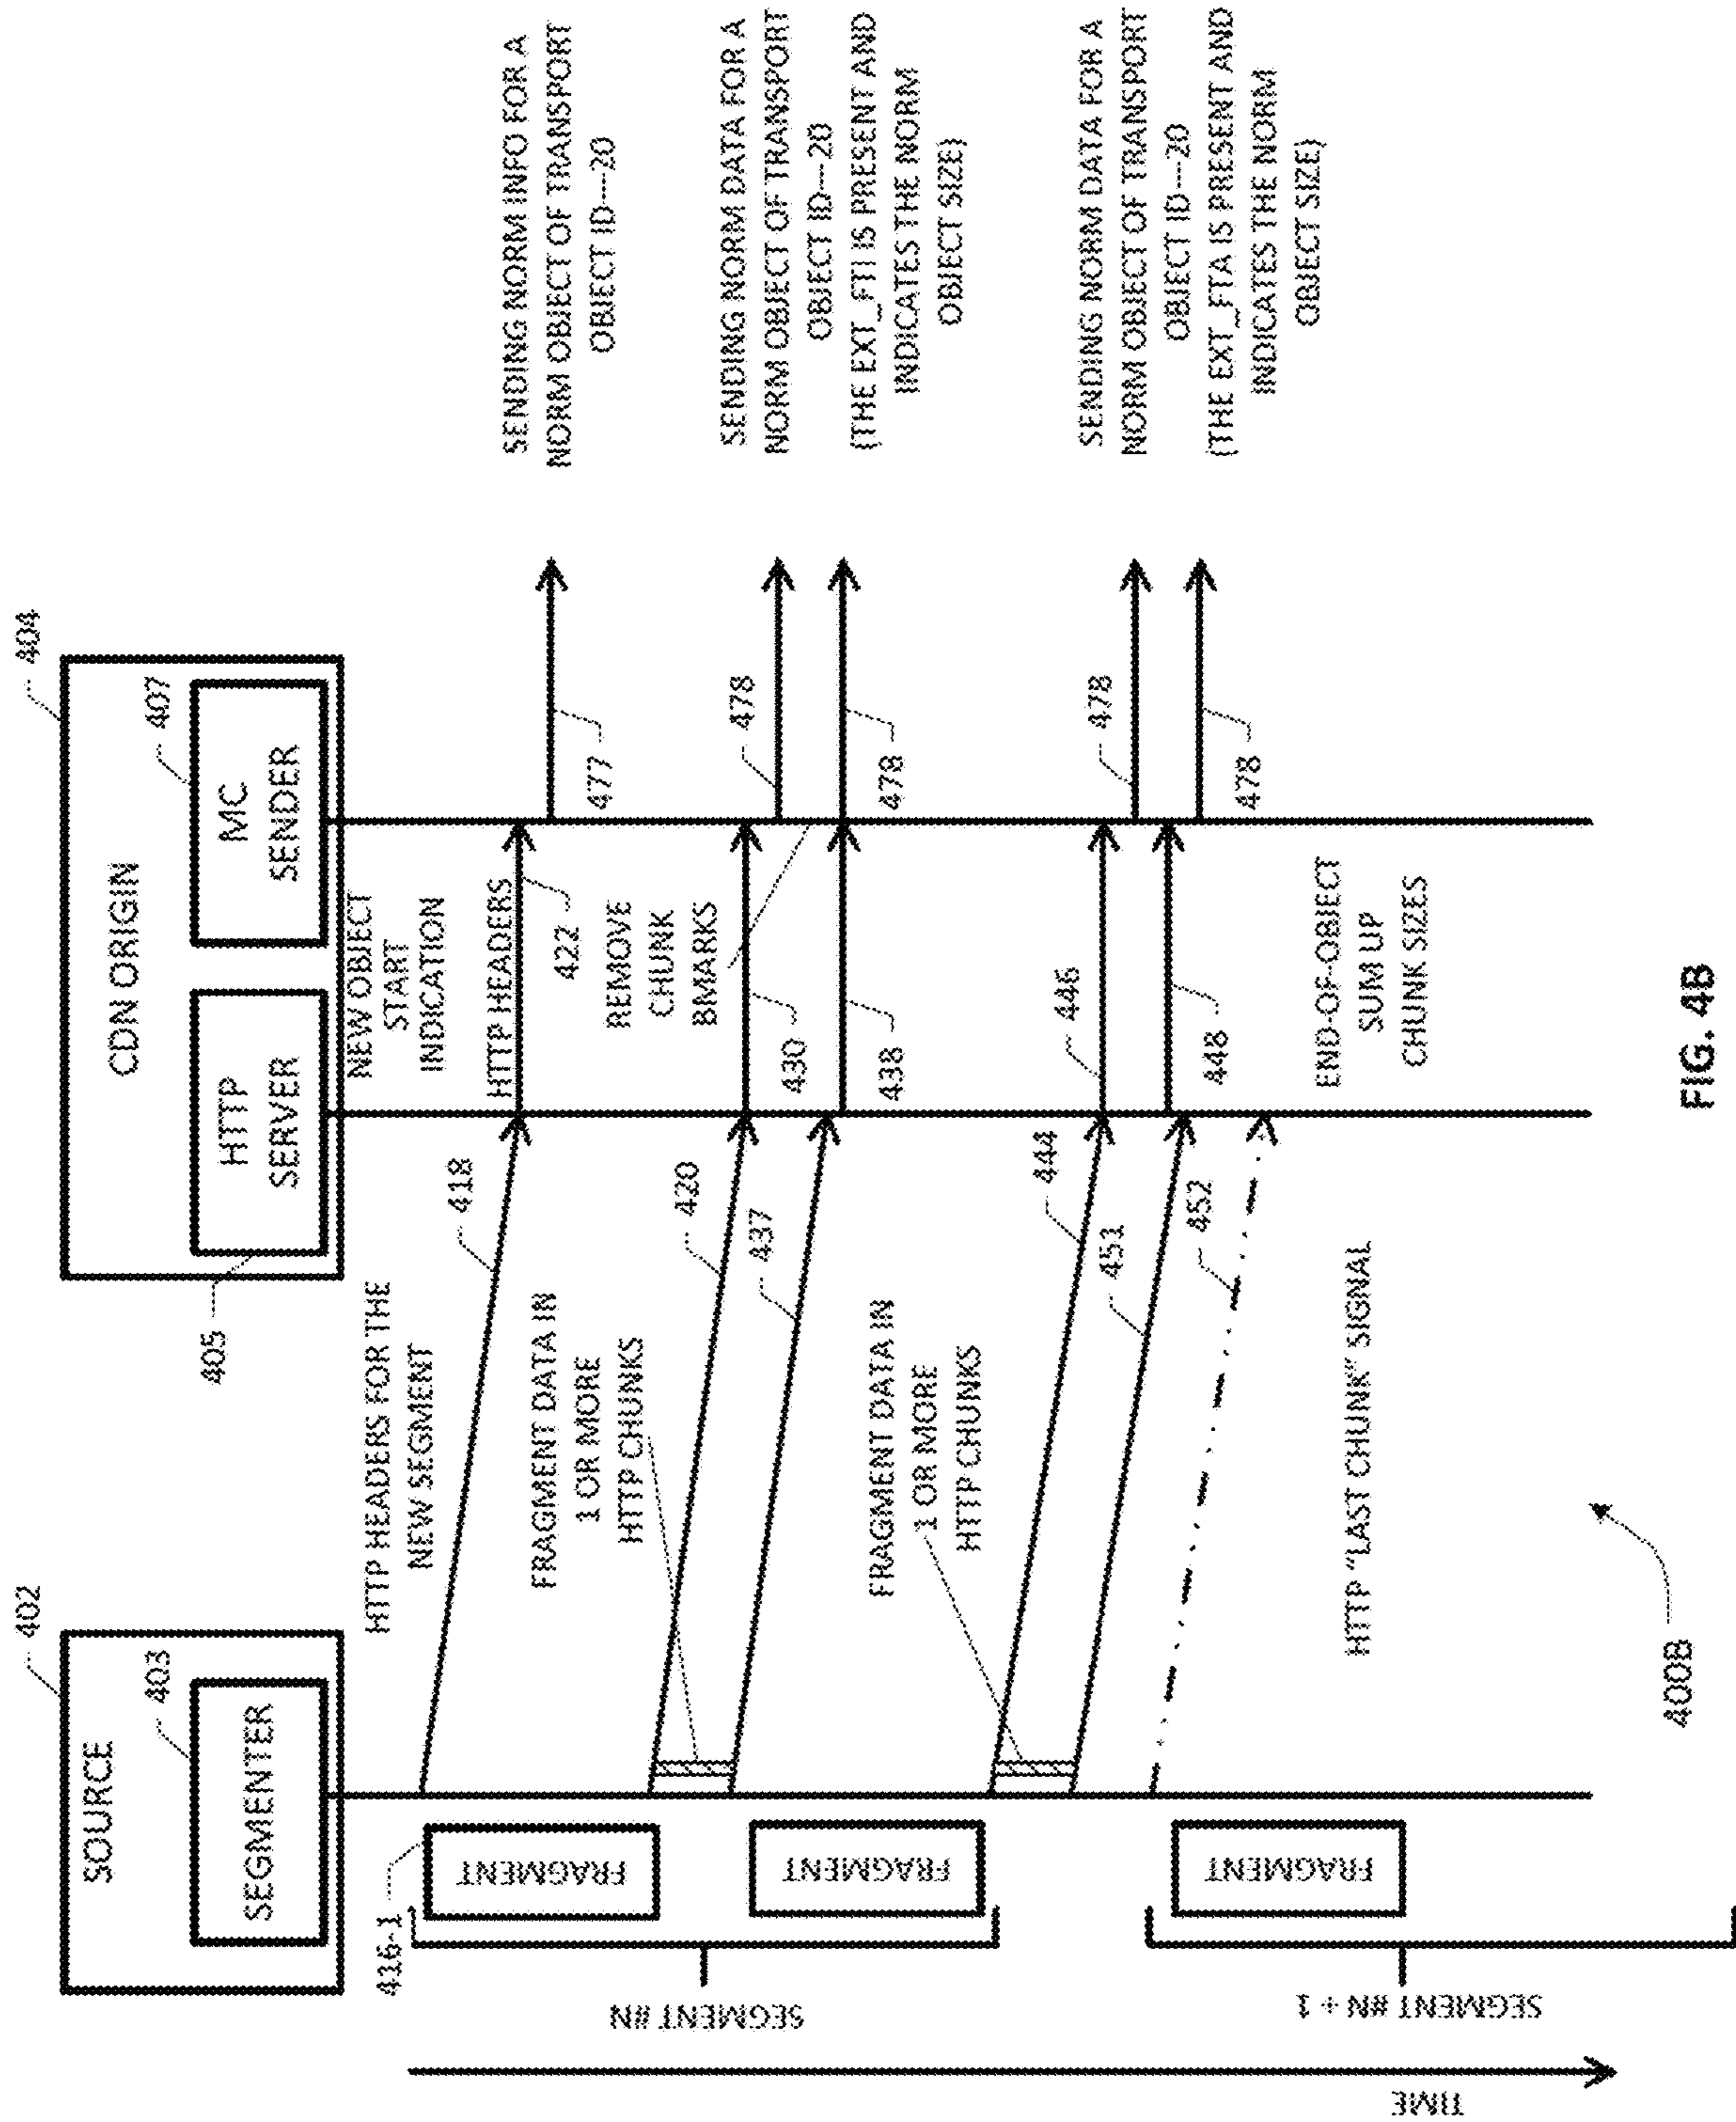 SOURCE
402
SEGMENTER
403
CDN ORIGIN
404
HTTP
SERVER
405
MC
SENDER
407
416-1
FRAGMENT
FRAGMENT
FRAGMENT
SEGMENT #N
SEGMENT #N + 1
TIME
HTTP HEADERS FOR THE
NEW SEGMENT
418
FRAGMENT DATA IN
1 OR MORE
HTTP CHUNKS
420
437
FRAGMENT DATA IN
1 OR MORE
HTTP CHUNKS
444
451
452
HTTP "LAST CHUNK" SIGNAL
NEW OBJECT
START
INDICATION
HTTP HEADERS
422
REMOVE
CHUNK
BMARKS
430
438
446
448
END-OF-OBJECT
SUM UP
CHUNK SIZES
477
478
478
478
478
SENDING NORM INFO FOR A
NORM OBJECT OF TRANSPORT
OBJECT ID---20
SENDING NORM DATA FOR A
NORM OBJECT OF TRANSPORT
OBJECT ID---20
(THE EXT_FTI IS PRESENT AND
INDICATES THE NORM
OBJECT SIZE)
SENDING NORM DATA FOR A
NORM OBJECT OF TRANSPORT
OBJECT ID---20
(THE EXT_FTA IS PRESENT AND
INDICATES THE NORM
OBJECT SIZE)
400B
FIG. 4B